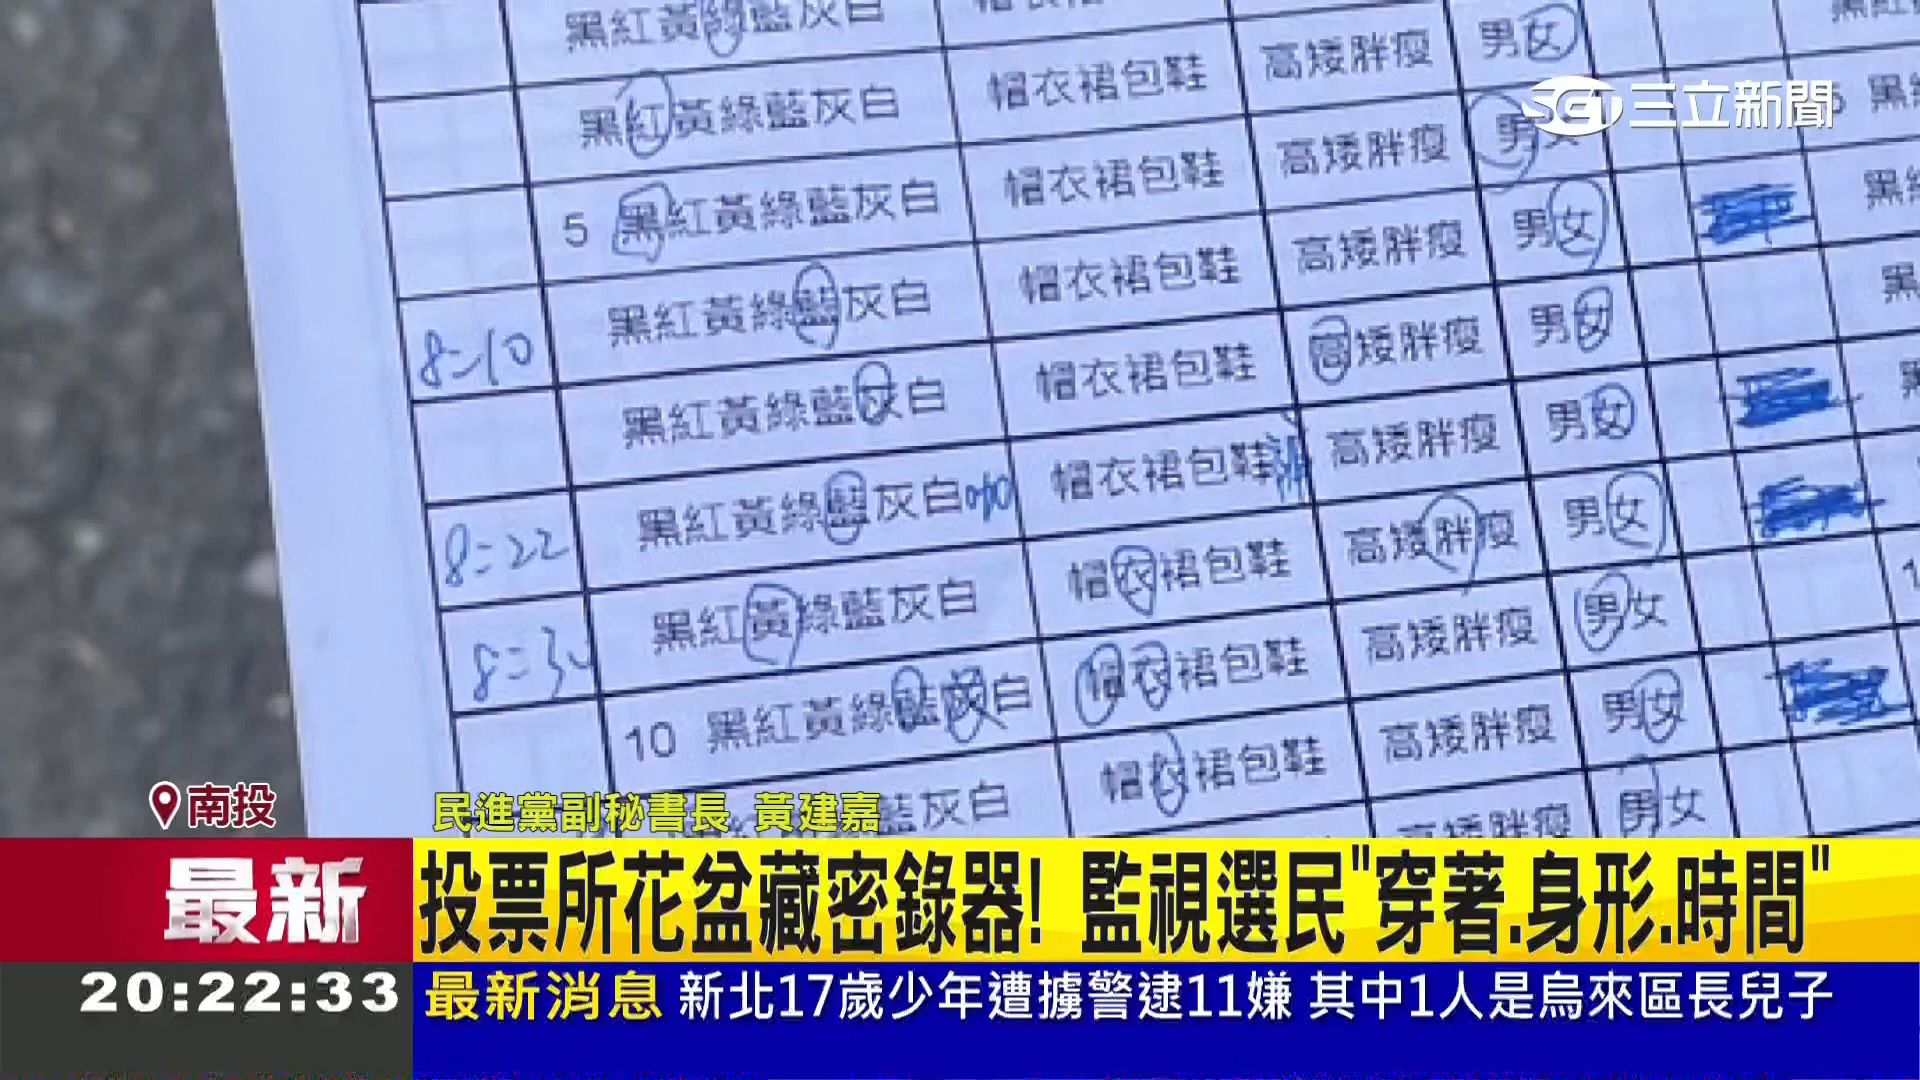 黑紅黃綠藍灰白 帽衣裙
黑紅黃綠藍灰白 帽衣裙包鞋 高矮胖瘦 男女
三立新聞
5 黑紅黃綠藍灰白 帽衣裙包鞋 高矮胖瘦 男女
8:10 黑紅黃綠藍灰白 帽衣裙包鞋 高矮胖瘦 男女
黑紅黃綠藍灰白 帽衣裙包鞋 高矮胖瘦 男女
8:22 黑紅黃綠藍灰白 帽衣裙包鞋 高矮胖瘦 男女
8:30 黑紅黃綠藍灰白 帽衣裙包鞋 高矮胖瘦 男女
10 黑紅黃綠藍灰白 帽衣裙包鞋 高矮胖瘦 男女
藍灰白 帽衣裙包鞋 高矮胖瘦 男女
南投
民進黨副秘書長 黃建嘉
最新
投票所花盆藏密錄器! 監視選民"穿著.身形.時間"
20:22:33
最新消息 新北17歲少年遭擄警逮11嫌 其中1人是烏來區長兒子